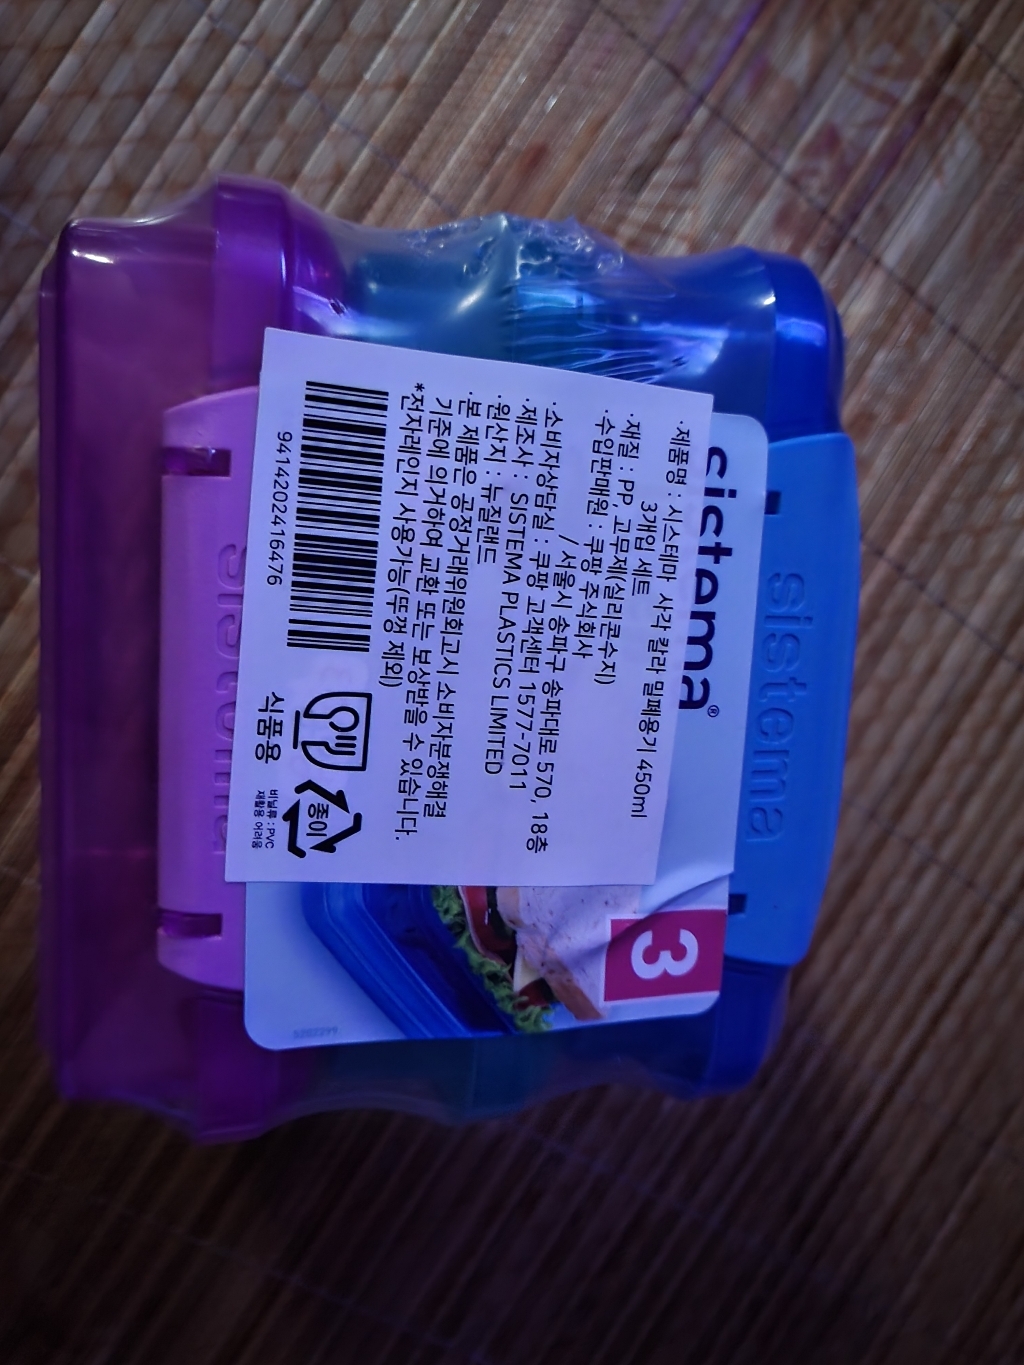 ·제품명 : 시스테마 사각 칼라 밀폐용기 450ml
3개입 세트
·재질 : PP, 고무제(실리콘수지)
·수입판매원 : 쿠팡 주식회사
/ 서울시 송파구 송파대로 570, 18층
·소비자상담실 : 쿠팡 고객센터 1577-7011
·제조사 : SISTEMA PLASTICS LIMITED
·원산지 : 뉴질랜드
·본 제품은 공정거래위원회고시 소비자분쟁해결
기준에 의거하여 교환 또는 보상받을 수 있습니다.
*전자레인지 사용가능(뚜껑 제외)
9414202416476
식품용
종이
비닐류 : PVC
재활용 어려움
sistema®
3
sistema
sistema